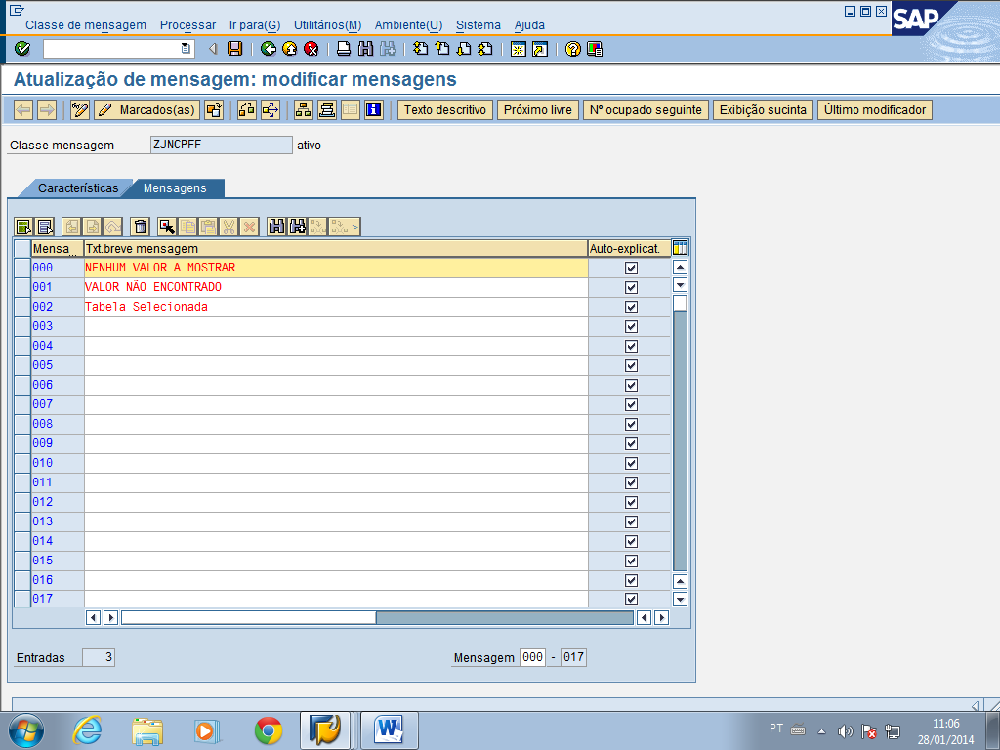 Classe de mensagem Processar Ir para(G) Utilitários(M) Ambiente(U) Sistema Ajuda
SAP
Atualização de mensagem: modificar mensagens
Marcados(as) Texto descritivo Próximo livre Nº ocupado seguinte Exibição sucinta Último modificador
Classe mensagem ZJNCPFF ativo
Características Mensagens
Mensa... Txt.breve mensagem Auto-explicat.
000 NENHUM VALOR A MOSTRAR...
001 VALOR NÃO ENCONTRADO
002 Tabela Selecionada
003
004
005
006
007
008
009
010
011
012
013
014
015
016
017
Entradas 3 Mensagem 000 - 017
PT 11:06
28/01/2014